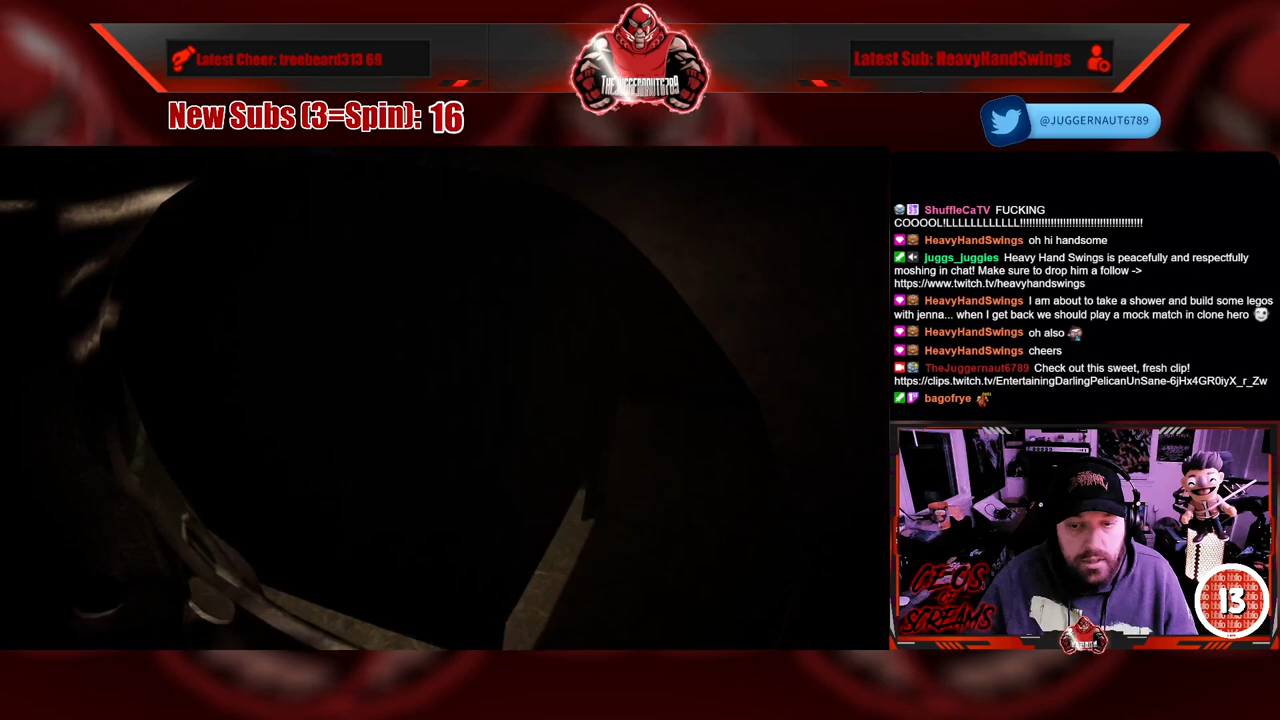 Latest Cheer: treebeard313 69
THEJUGGERNAUT6789
Latest Sub: HeavyHandSwings
New Subs (3=Spin): 16
@JUGGERNAUT6789
ShuffleCaTV FUCKING
COOOOL!LLLLLLLLLLLL!!!!!!!!!!!!!!!!!!!!!!!!!!!!!!!!!!!!!!!!!
HeavyHandSwings oh hi handsome
juggs_juggles Heavy Hand Swings is peacefully and respectfully
moshing in chat! Make sure to drop him a follow ->
https://www.twitch.tv/heavyhandswings
HeavyHandSwings I am about to take a shower and build some legos
with jenna... when I get back we should play a mock match in clone hero
HeavyHandSwings oh also
HeavyHandSwings cheers
TheJuggernaut6789 Check out this sweet, fresh clip!
https://clips.twitch.tv/EntertainingDarlingPelicanUnSane-6jHx4GR0iyX_r_Zw
bagofrye
SCREAMS
13